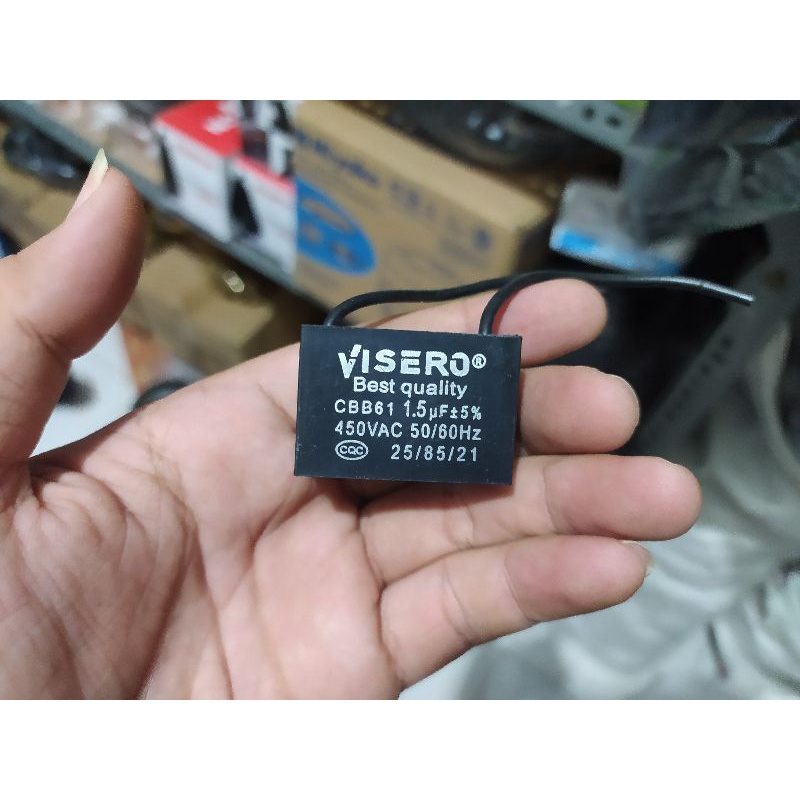 VISERO®
Best quality
CBB61 1.5µF±5%
450VAC 50/60Hz
CQC 25/85/21